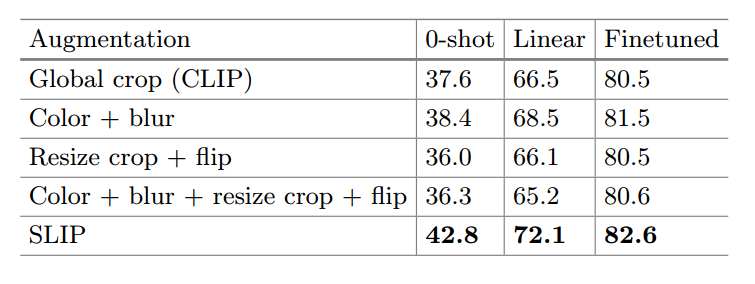 Augmentation 0-shot Linear Finetuned
Global crop (CLIP) 37.6 66.5 80.5
Color + blur 38.4 68.5 81.5
Resize crop + flip 36.0 66.1 80.5
Color + blur + resize crop + flip 36.3 65.2 80.6
SLIP 42.8 72.1 82.6